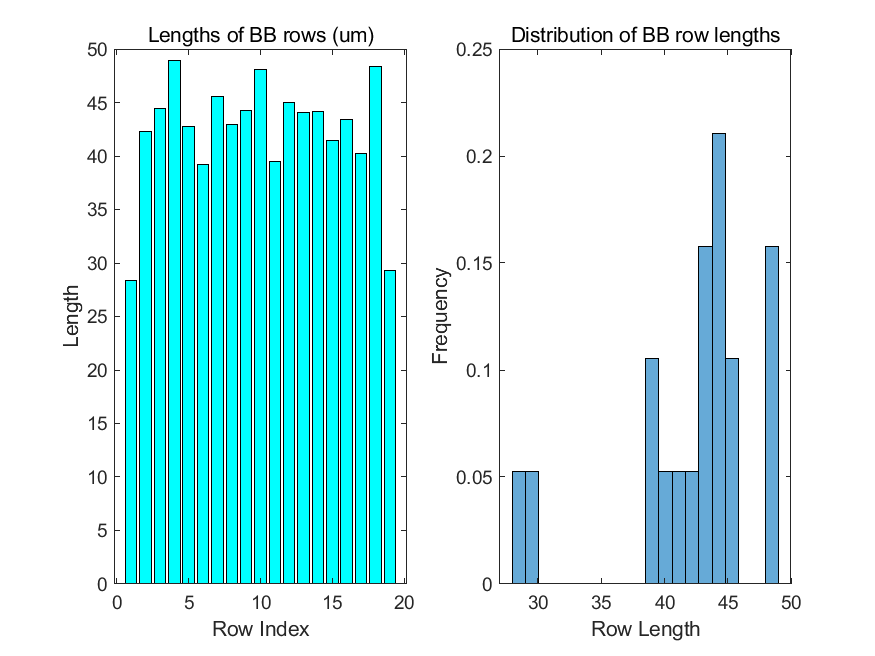 Lengths of BB rows (um)
50
45
40
35
30
25
20
15
10
5
0
Length
0 5 10 15 20
Row Index
Distribution of BB row lengths
0.25
0.2
0.15
0.1
0.05
0
Frequency
30 35 40 45 50
Row Length